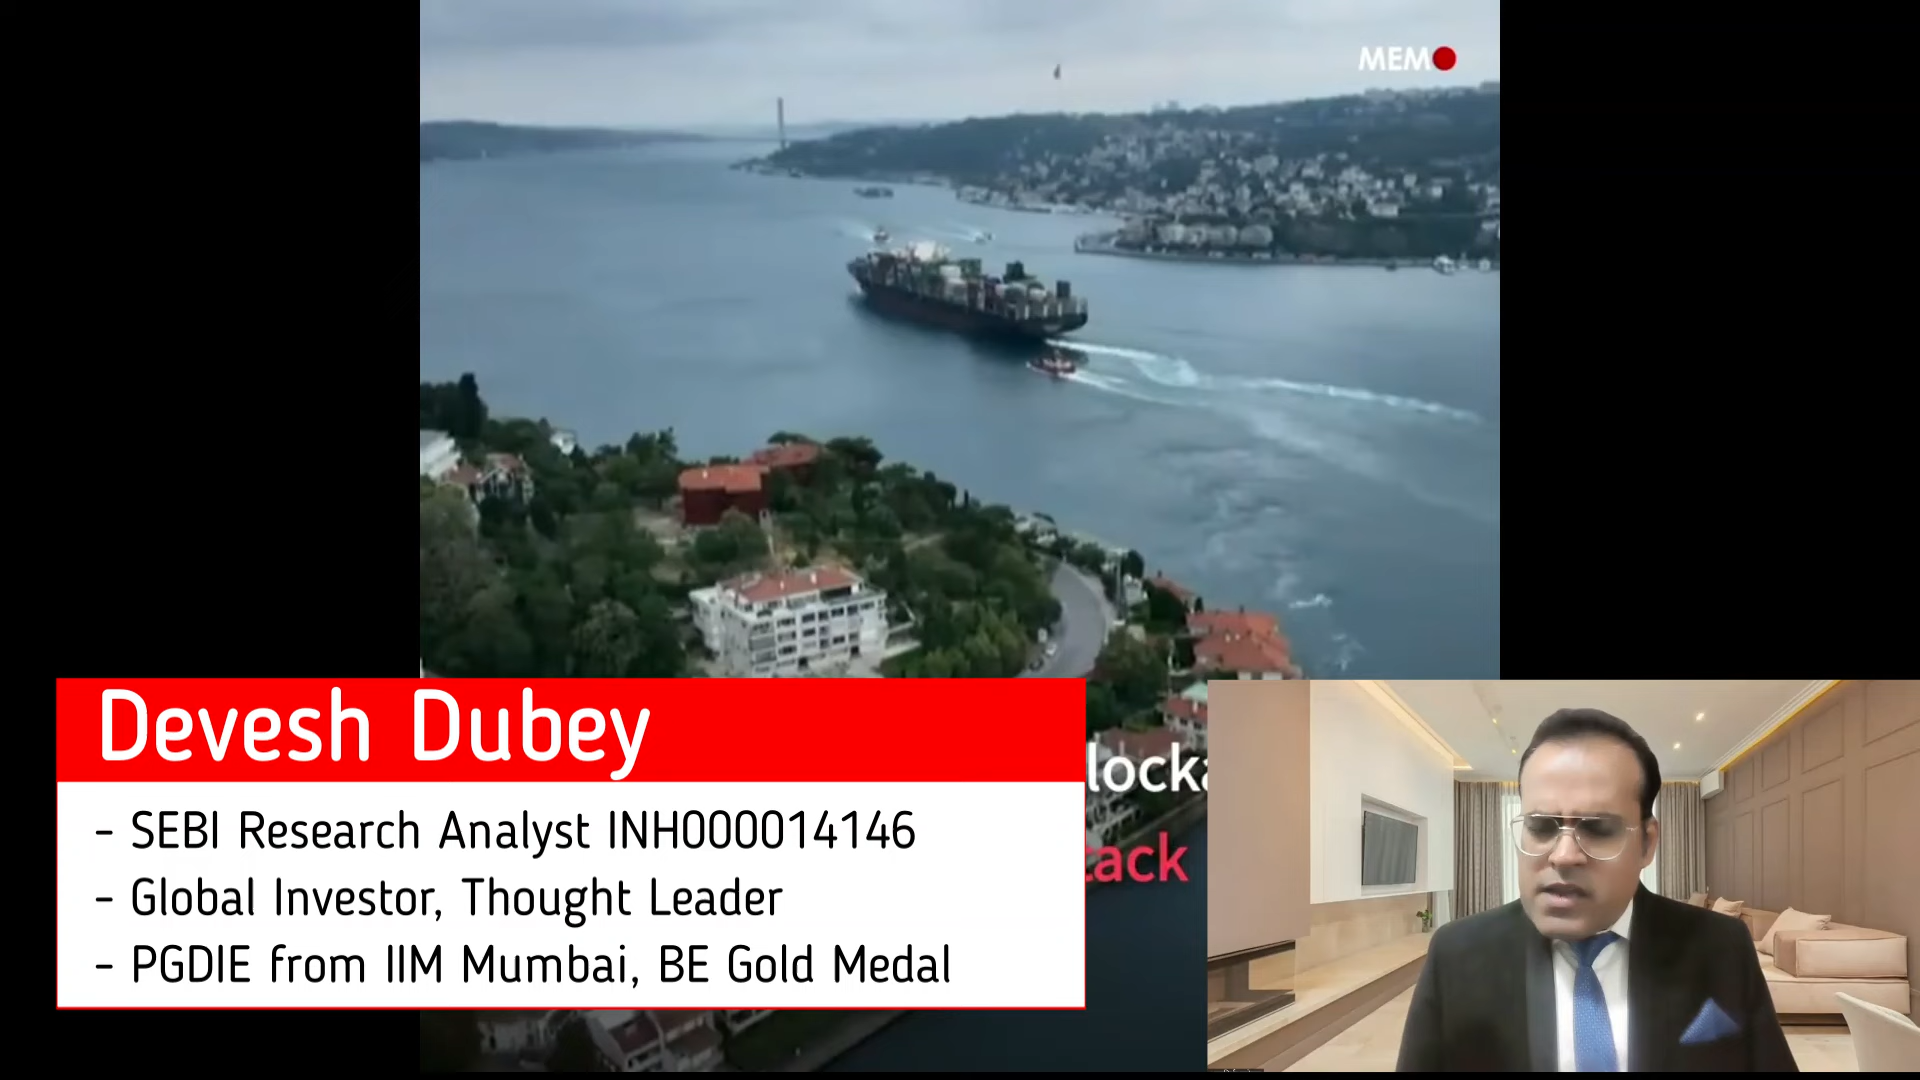 MEMO
Devesh Dubey
- SEBI Research Analyst INH000014146
- Global Investor, Thought Leader
- PGDIE from IIM Mumbai, BE Gold Medal